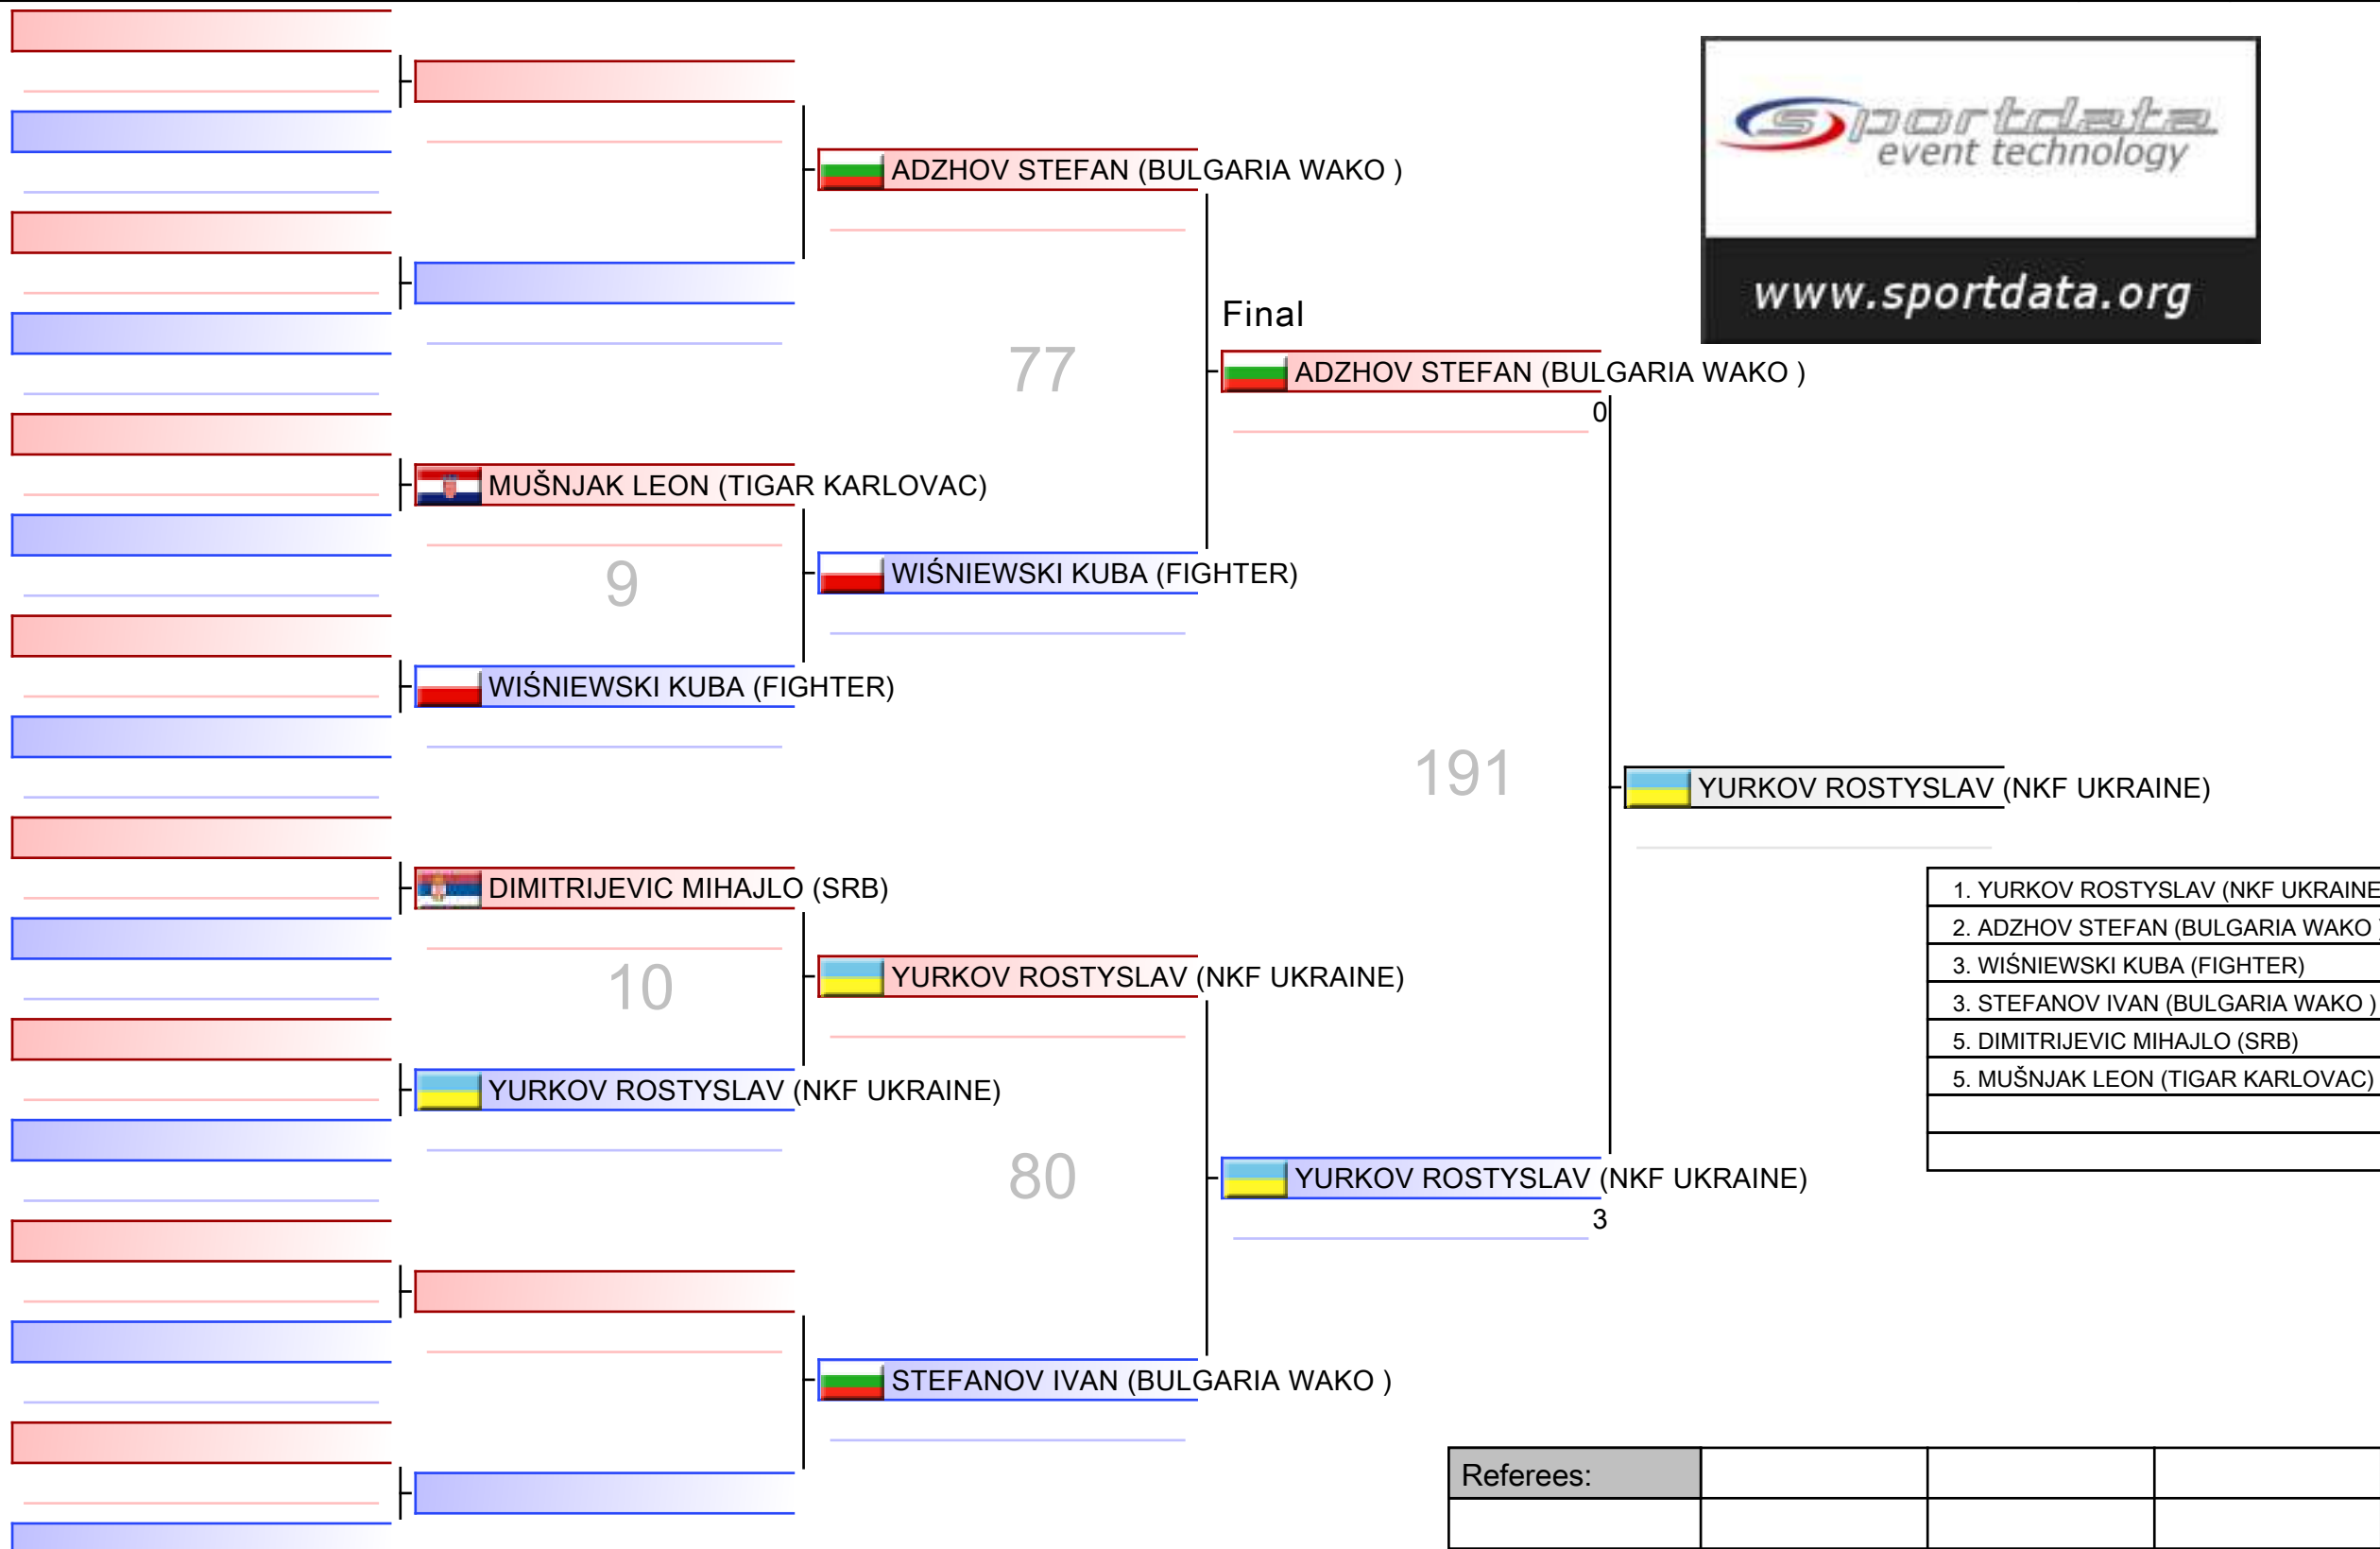 sportdata
event technology
www.sportdata.org
ADZHOV STEFAN (BULGARIA WAKO )
77
Final
ADZHOV STEFAN (BULGARIA WAKO )
0
MUŠNJAK LEON (TIGAR KARLOVAC)
9
WIŚNIEWSKI KUBA (FIGHTER)
WIŚNIEWSKI KUBA (FIGHTER)
191
YURKOV ROSTYSLAV (NKF UKRAINE)
DIMITRIJEVIC MIHAJLO (SRB)
10
YURKOV ROSTYSLAV (NKF UKRAINE)
YURKOV ROSTYSLAV (NKF UKRAINE)
80
YURKOV ROSTYSLAV (NKF UKRAINE)
3
STEFANOV IVAN (BULGARIA WAKO )
1. YURKOV ROSTYSLAV (NKF UKRAINE
2. ADZHOV STEFAN (BULGARIA WAKO )
3. WIŚNIEWSKI KUBA (FIGHTER)
3. STEFANOV IVAN (BULGARIA WAKO )
5. DIMITRIJEVIC MIHAJLO (SRB)
5. MUŠNJAK LEON (TIGAR KARLOVAC)
Referees: